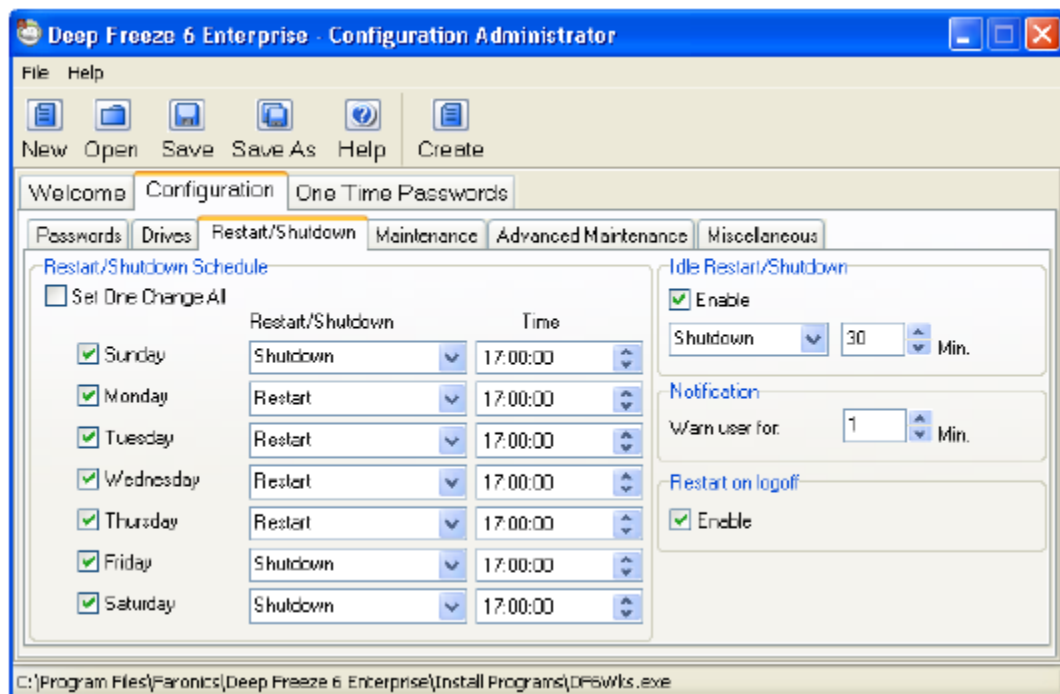 Deep Freeze 6 Enterprise - Configuration Administrator
File Help
New Open Save Save As Help Create
Welcome Configuration One Time Passwords
Passwords Drives Restart/Shutdown Maintenance Advanced Maintenance Miscellaneous
Restart/Shutdown Schedule
Set One Change All
Restart/Shutdown Time
Sunday Shutdown 17:00:00
Monday Restart 17:00:00
Tuesday Restart 17:00:00
Wednesday Restart 17:00:00
Thursday Restart 17:00:00
Friday Shutdown 17:00:00
Saturday Shutdown 17:00:00
Idle Restart/Shutdown
Enable
Shutdown 30 Min.
Notification
Warn user for: 1 Min.
Restart on logoff
Enable
C:\Program Files\Faronics\Deep Freeze 6 Enterprise\Install Programs\DF6Wks.exe